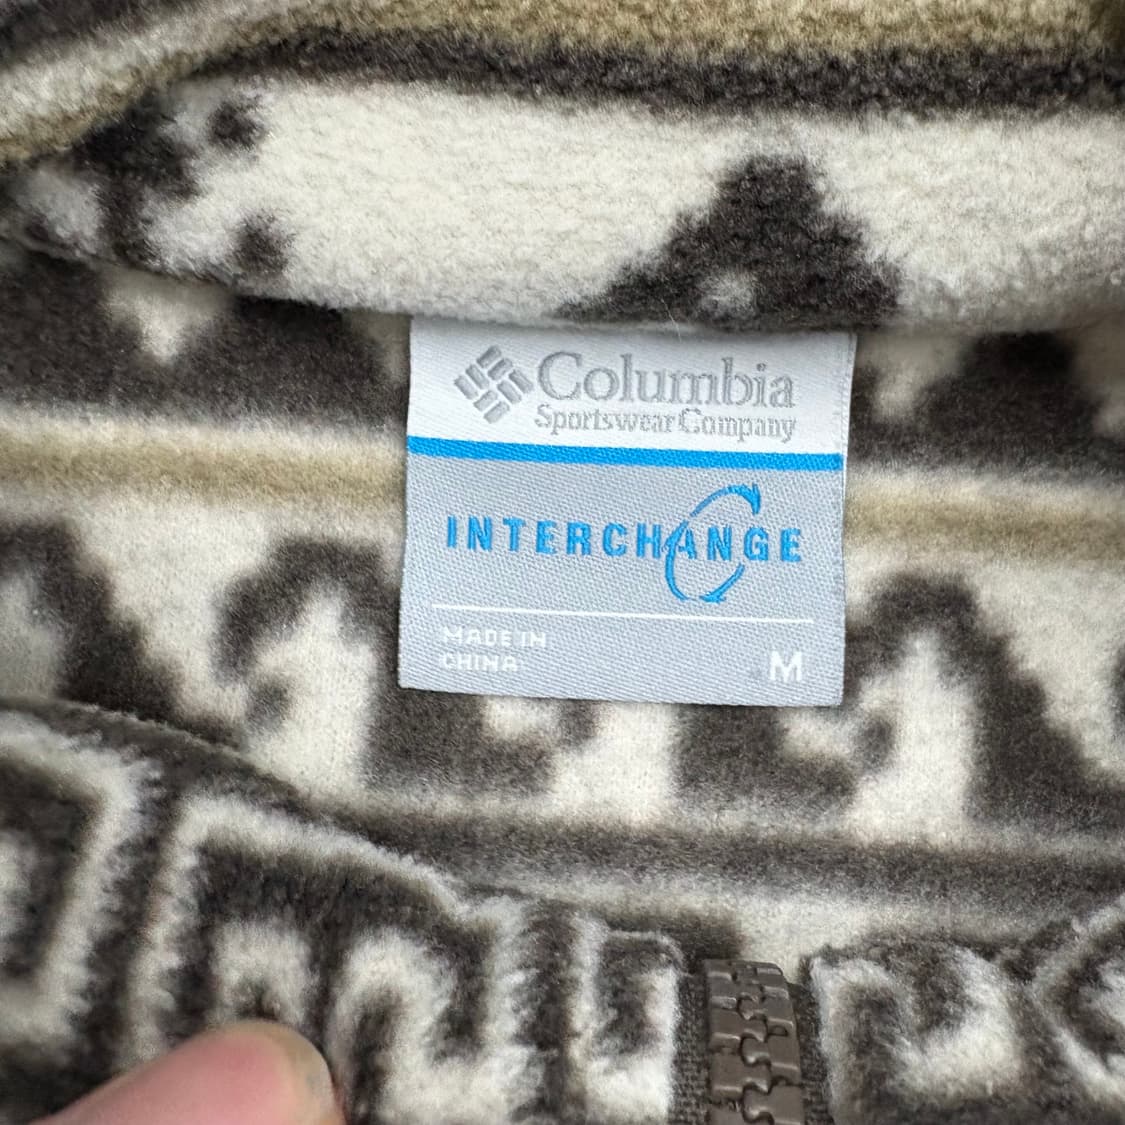 Columbia
Sportswear Company
INTERCHANGE
MADE IN
CHINA
M